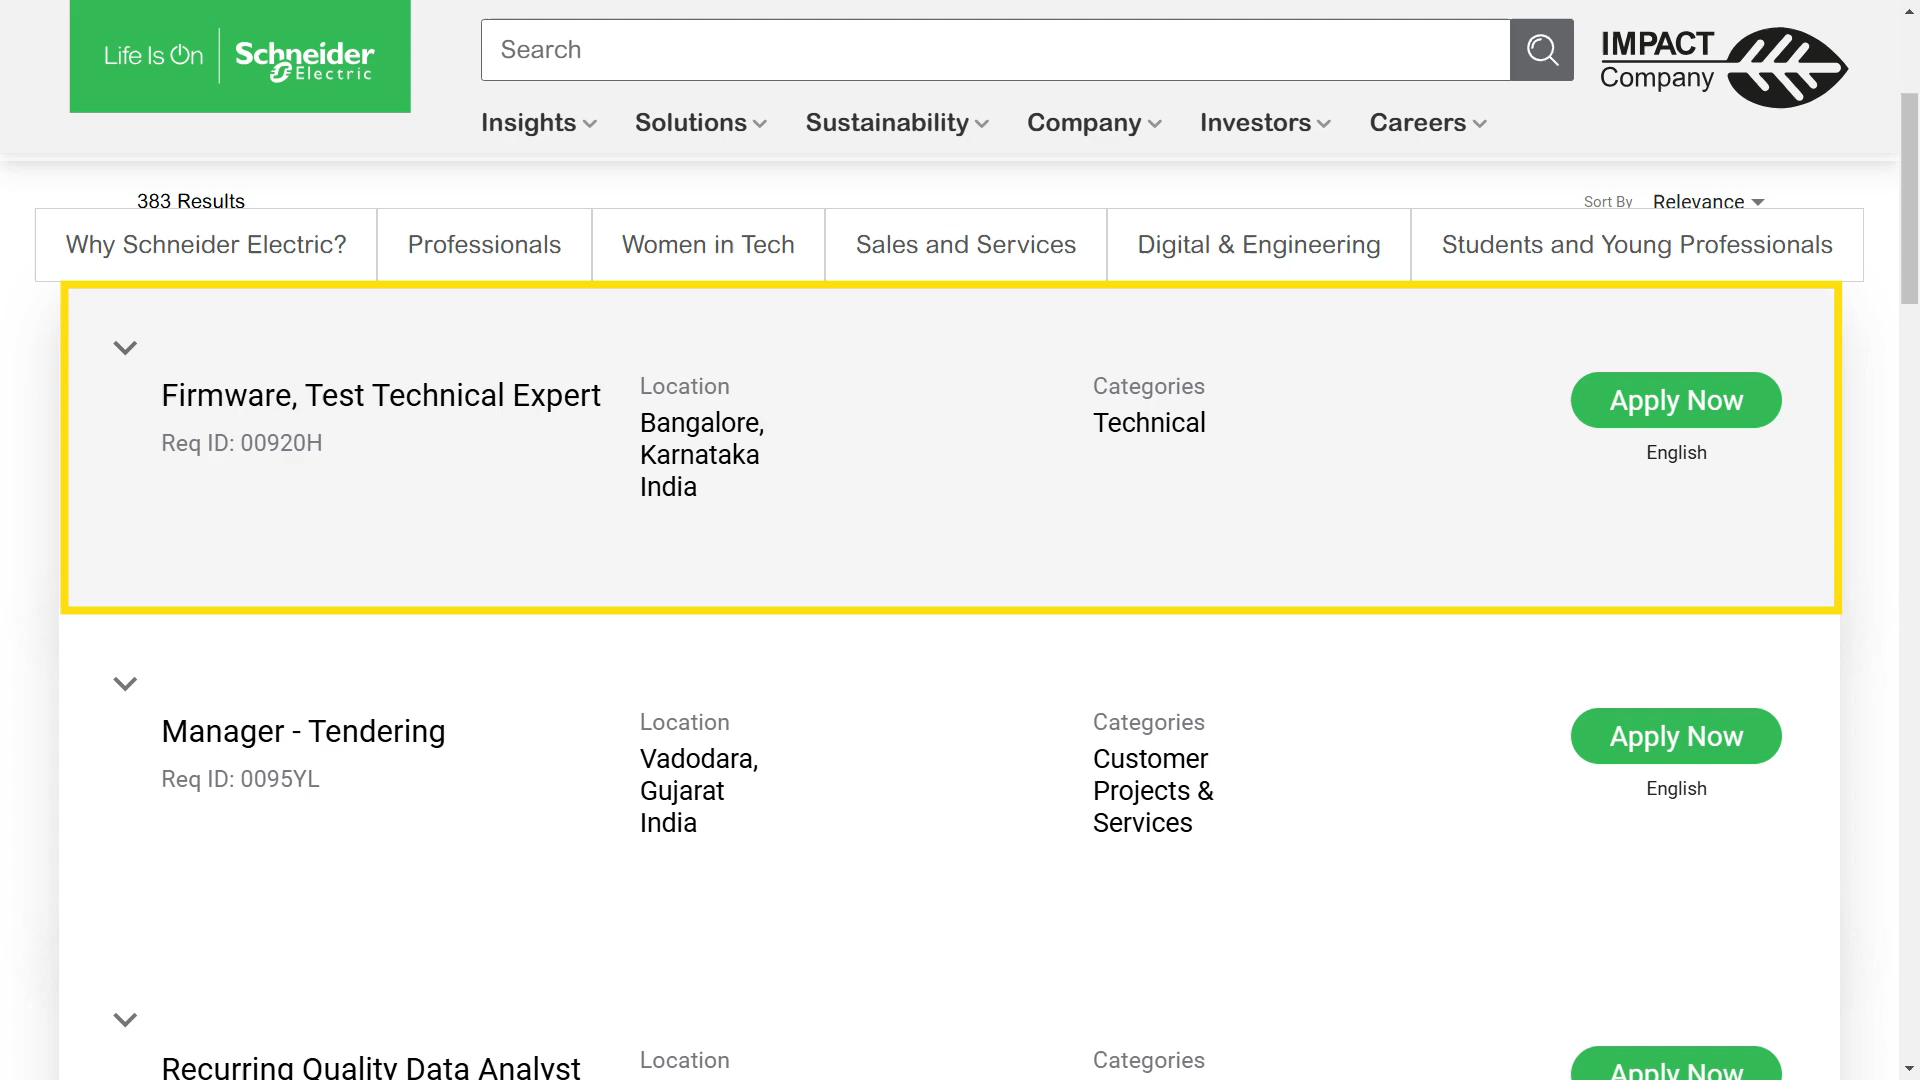 Life Is On
Schneider
Electric
Search
IMPACT
Company
Insights
Solutions
Sustainability
Company
Investors
Careers
383 Results
Sort By
Relevance
Why Schneider Electric?
Professionals
Women in Tech
Sales and Services
Digital & Engineering
Students and Young Professionals
Firmware, Test Technical Expert
Req ID: 00920H
Location
Bangalore,
Karnataka
India
Categories
Technical
Apply Now
English
Manager - Tendering
Req ID: 0095YL
Location
Vadodara,
Gujarat
India
Categories
Customer
Projects &
Services
Apply Now
English
Recurring Quality Data Analyst
Location
Categories
Apply Now